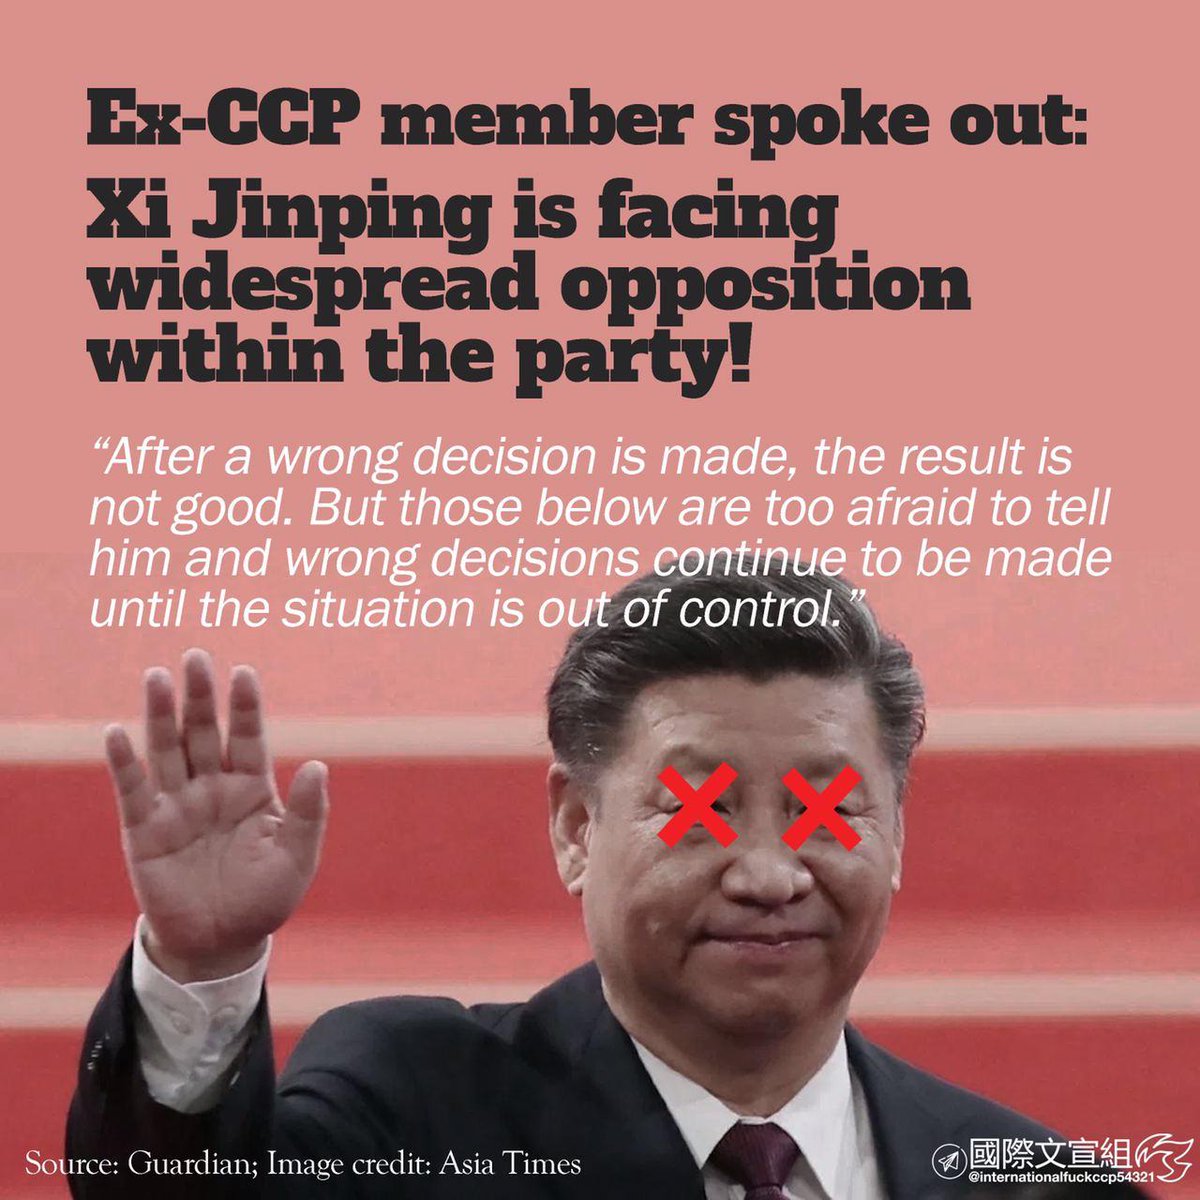 Ex-CCP member spoke out:
Xi Jinping is facing
widespread opposition
within the party!
“After a wrong decision is made, the result is
not good. But those below are too afraid to tell
him and wrong decisions continue to be made
until the situation is out of control.”
Source: Guardian; Image credit: Asia Times
國際文宣組
@internationalfuckccp54321